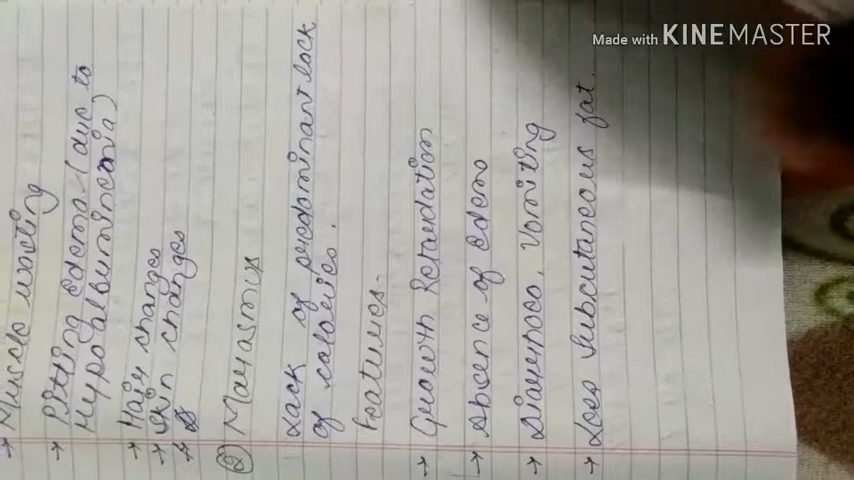 → Muscle wasting
→ Pitting edema - (due to
Hypoalbuminemia)
→ Hair changes
→ Skin changes
→
② Marasmus
Lack of predominant lack
of calories.
Features -
→ Growth Retardation
→ Absence of edema
→ Diarrhoea, vomiting
→ Loss Subcutaneous fat.
Made with KINEMASTER